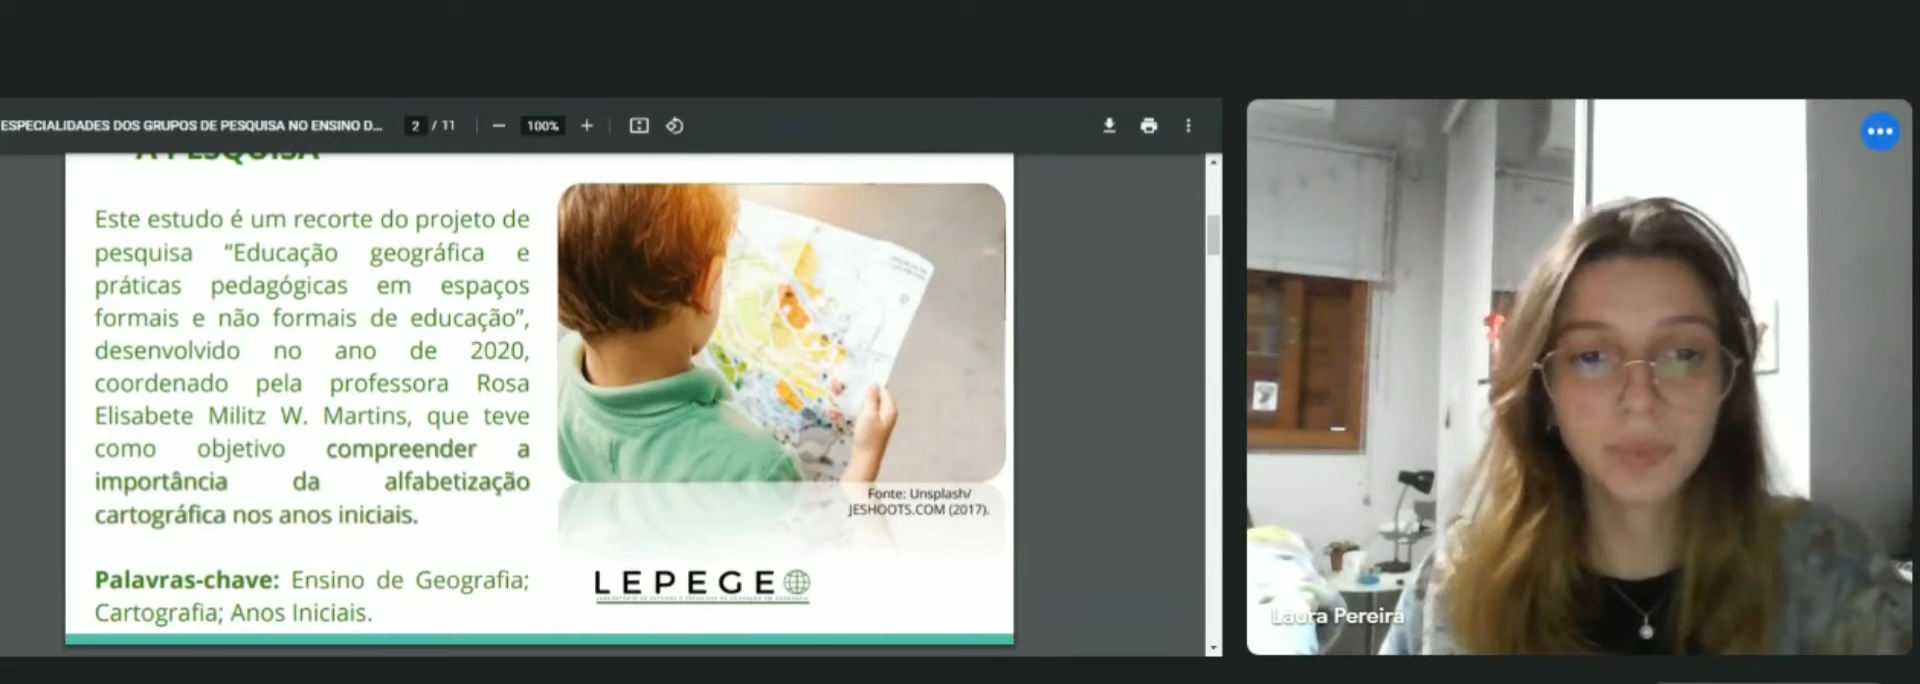 ESPECIALIDADES DOS GRUPOS DE PESQUISA NO ENSINO D...
2 / 11
100%
A PESQUISA
Este estudo é um recorte do projeto de
pesquisa “Educação geográfica e
práticas pedagógicas em espaços
formais e não formais de educação”,
desenvolvido no ano de 2020,
coordenado pela professora Rosa
Elisabete Militz W. Martins, que teve
como objetivo compreender a
importância da alfabetização
cartográfica nos anos iniciais.
Palavras-chave: Ensino de Geografia;
Cartografia; Anos Iniciais.
Fonte: Unsplash/
JESHOOTS.COM (2017).
LEPEGEO
Laura Pereira